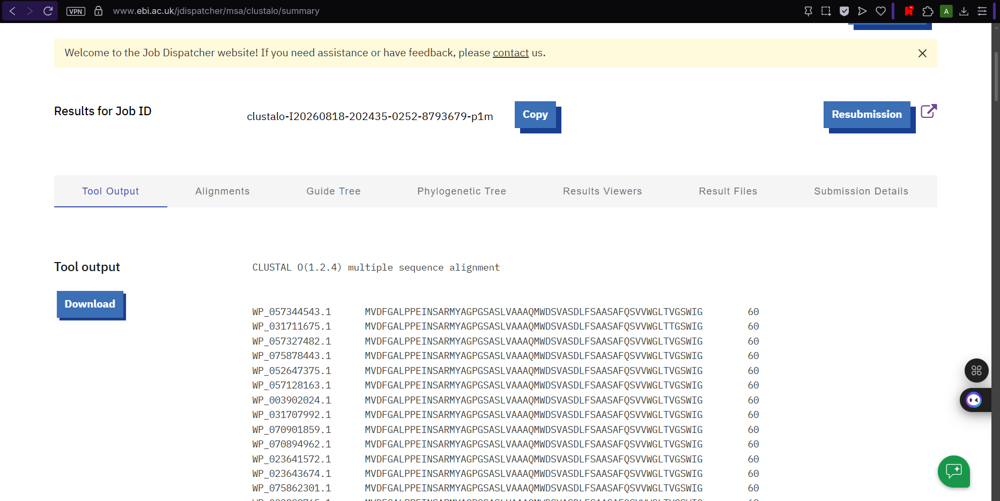 VPN www.ebi.ac.uk/jdispatcher/msa/clustalo/summary A
Welcome to the Job Dispatcher website! If you need assistance or have feedback, please contact us.
Results for Job ID
clustalo-I20260818-202435-0252-8793679-p1m
Copy
Resubmission
Tool Output Alignments Guide Tree Phylogenetic Tree Results Viewers Result Files Submission Details
Tool output
Download
CLUSTAL O(1.2.4) multiple sequence alignment
WP_057344543.1 MVDFGALPPEINSARMYAGPGSASLVAAAQMWDSVASDLFSAASAFQSVVWGLTVGSWIG 60
WP_031711675.1 MVDFGALPPEINSARMYAGPGSASLVAAAQMWDSVASDLFSAASAFQSVVWGLTTGSWIG 60
WP_057327482.1 MVDFGALPPEINSARMYAGPGSASLVAAAQMWDSVASDLFSAASAFQSVVWGLTVGSWIG 60
WP_075878443.1 MVDFGALPPEINSARMYAGPGSASLVAAAQMWDSVASDLFSAASAFQSVVWGLTVGSWIG 60
WP_052647375.1 MVDFGALPPEINSARMYAGPGSASLVAAAQMWDSVASDLFSAASAFQSVVWGLTVGSWIG 60
WP_057128163.1 MVDFGALPPEINSARMYAGPGSASLVAAAQMWDSVASDLFSAASAFQSVVWGLTVGSWIG 60
WP_003902024.1 MVDFGALPPEINSARMYAGPGSASLVAAAQMWDSVASDLFSAASAFQSVVWGLTVGSWIG 60
WP_031707992.1 MVDFGALPPEINSARMYAGPGSASLVAAAQMWDSVASDLFSAASAFQSVVWGLTVGSWIG 60
WP_070901859.1 MVDFGALPPEINSARMYAGPGSASLVAAAQMWDSVASDLFSAASAFQSVVWGLTVGSWIG 60
WP_070894962.1 MVDFGALPPEINSARMYAGPGSASLVAAAQMWDSVASDLFSAASAFQSVVWGLTVGSWIG 60
WP_023641572.1 MVDFGALPPEINSARMYAGPGSASLVAAAQMWDSVASDLFSAASAFQSVVWGLTVGSWIG 60
WP_023643674.1 MVDFGALPPEINSARMYAGPGSASLVAAAQMWDSVASDLFSAASAFQSVVWGLTVGSWIG 60
WP_075862301.1 MVDFGALPPEINSARMYAGPGSASLVAAAQMWDSVASDLFSAASAFQSVVWGLTVGSWIG 60